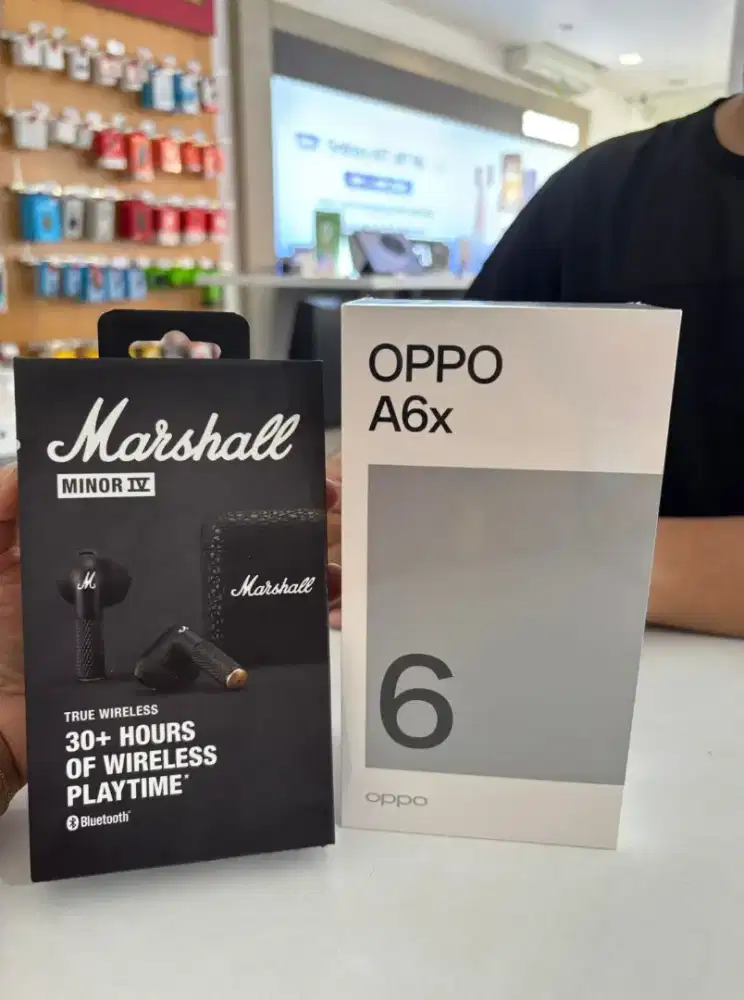 Marshall
MINOR IV
M
Marshall
TRUE WIRELESS
30+ HOURS
OF WIRELESS
PLAYTIME*
Bluetooth®
OPPO
A6x
6
oppo